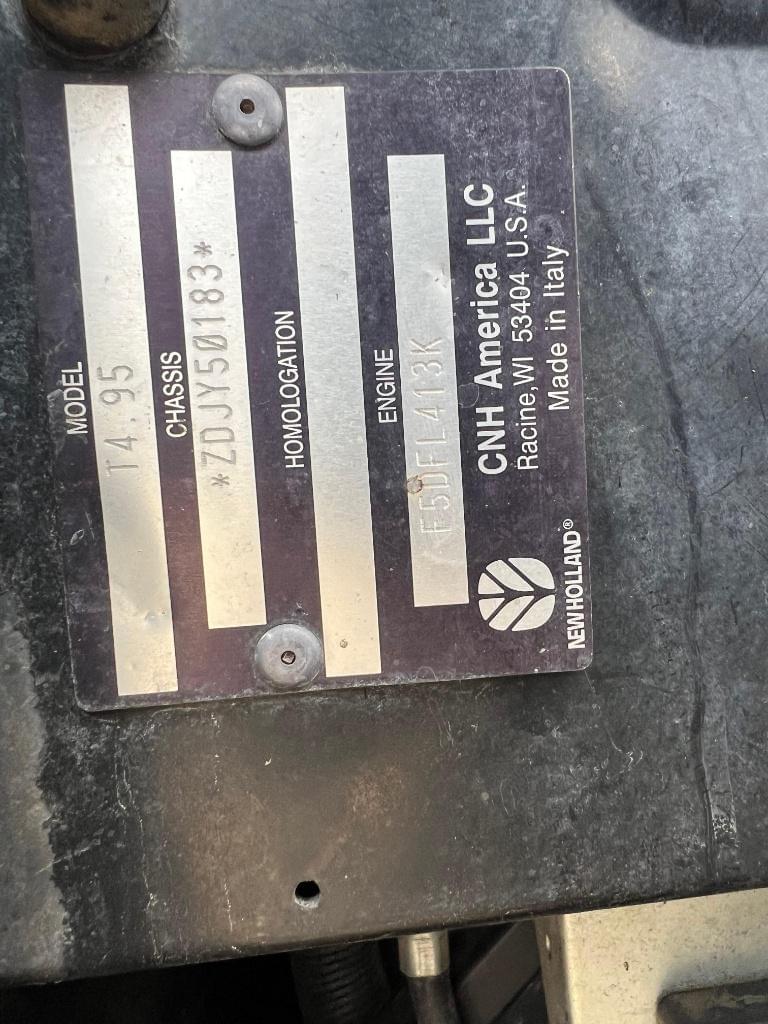 MODEL
T4.95
CHASSIS
*ZDJY50183*
HOMOLOGATION
ENGINE
F5DFL413K
CNH America LLC
Racine,WI 53404 U.S.A.
Made in Italy
NEW HOLLAND®